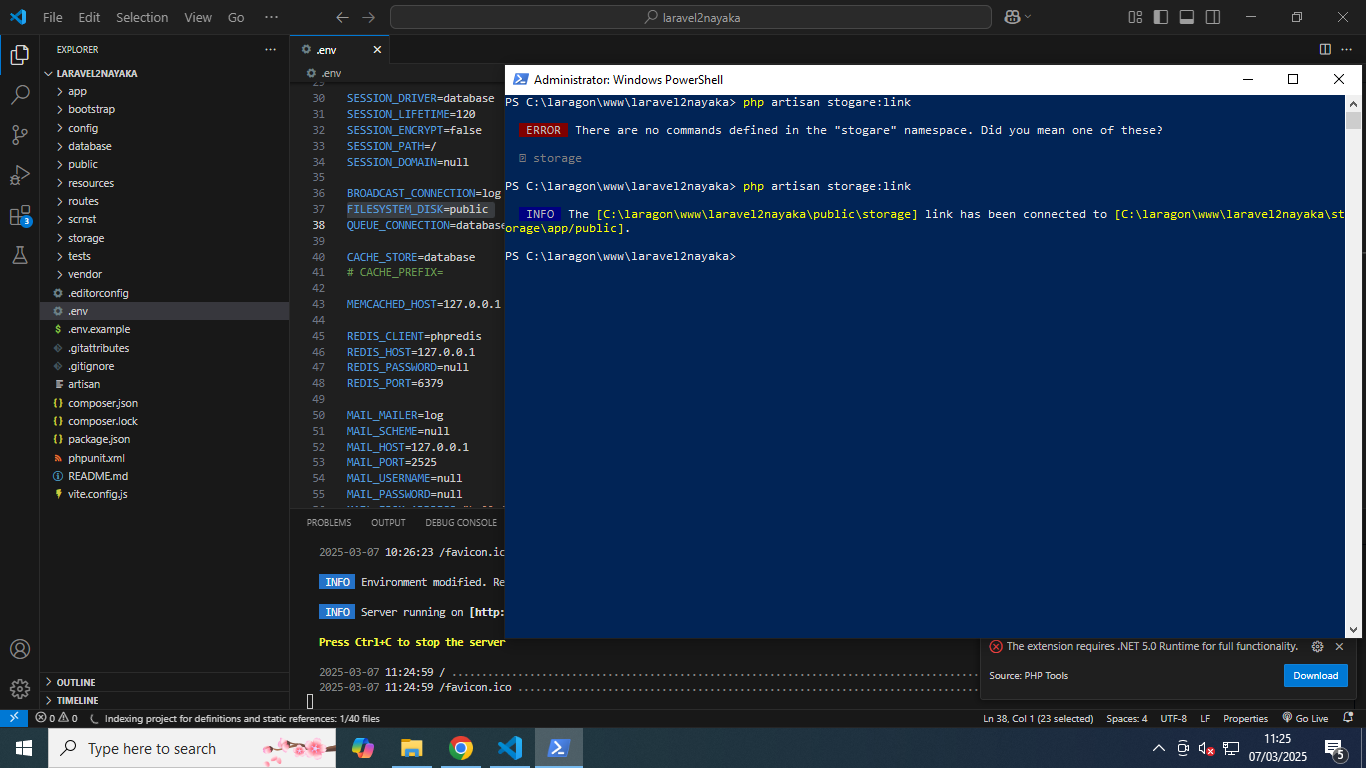 File Edit Selection View Go ··· laravel2nayaka
EXPLORER ···
LARAVEL2NAYAKA
app
bootstrap
config
database
public
resources
routes
scrnst
storage
tests
vendor
.editorconfig
.env
.env.example
.gitattributes
.gitignore
artisan
composer.json
composer.lock
package.json
phpunit.xml
README.md
vite.config.js
OUTLINE
TIMELINE
3
.env
.env
29
30 SESSION_DRIVER=database
31 SESSION_LIFETIME=120
32 SESSION_ENCRYPT=false
33 SESSION_PATH=/
34 SESSION_DOMAIN=null
35
36 BROADCAST_CONNECTION=log
37 FILESYSTEM_DISK=public
38 QUEUE_CONNECTION=database
39
40 CACHE_STORE=database
41 # CACHE_PREFIX=
42
43 MEMCACHED_HOST=127.0.0.1
44
45 REDIS_CLIENT=phpredis
46 REDIS_HOST=127.0.0.1
47 REDIS_PASSWORD=null
48 REDIS_PORT=6379
49
50 MAIL_MAILER=log
51 MAIL_SCHEME=null
52 MAIL_HOST=127.0.0.1
53 MAIL_PORT=2525
54 MAIL_USERNAME=null
55 MAIL_PASSWORD=null
PROBLEMS OUTPUT DEBUG CONSOLE
2025-03-07 10:26:23 /favicon.ic
INFO Environment modified. Re
INFO Server running on [http:
Press Ctrl+C to stop the server
2025-03-07 11:24:59 / ........................................
2025-03-07 11:24:59 /favicon.ico ..............................
Administrator: Windows PowerShell
PS C:\laragon\www\laravel2nayaka> php artisan stogare:link
ERROR There are no commands defined in the "stogare" namespace. Did you mean one of these?
storage
PS C:\laragon\www\laravel2nayaka> php artisan storage:link
INFO The [C:\laragon\www\laravel2nayaka\public\storage] link has been connected to [C:\laragon\www\laravel2nayaka\st
orage\app/public].
PS C:\laragon\www\laravel2nayaka>
The extension requires .NET 5.0 Runtime for full functionality.
Source: PHP Tools Download
0 0 Indexing project for definitions and static references: 1/40 files Ln 38, Col 1 (23 selected) Spaces: 4 UTF-8 LF Properties Go Live
Type here to search
11:25
07/03/2025
5